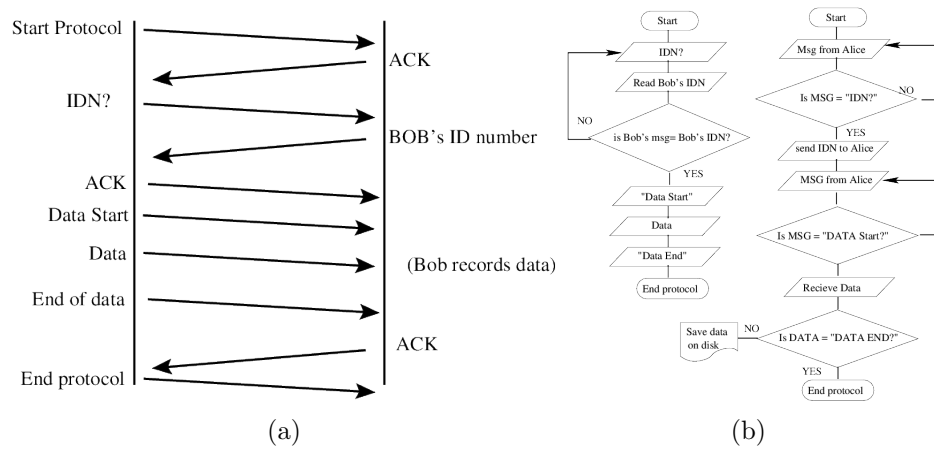 Start Protocol
ACK
IDN?
BOB's ID number
ACK
Data Start
Data
(Bob records data)
End of data
ACK
End protocol
(a)
Start
IDN?
Read Bob's IDN
NO
is Bob's msg= Bob's IDN?
YES
"Data Start"
Data
"Data End"
End protocol
Start
Msg from Alice
NO
Is MSG = "IDN?"
YES
send IDN to Alice
MSG from Alice
Is MSG = "DATA Start?"
Recieve Data
Save data
on disk
NO
Is DATA = "DATA END?"
YES
End protocol
(b)